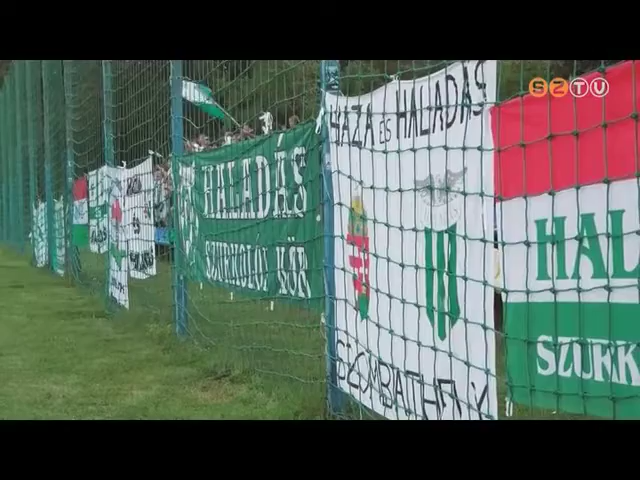 SZTV
HAZA ÉS HALADÁS
HALADÁS
SZURKOLÓI KÖR
HAL
SZURK
SZOMBATHELY